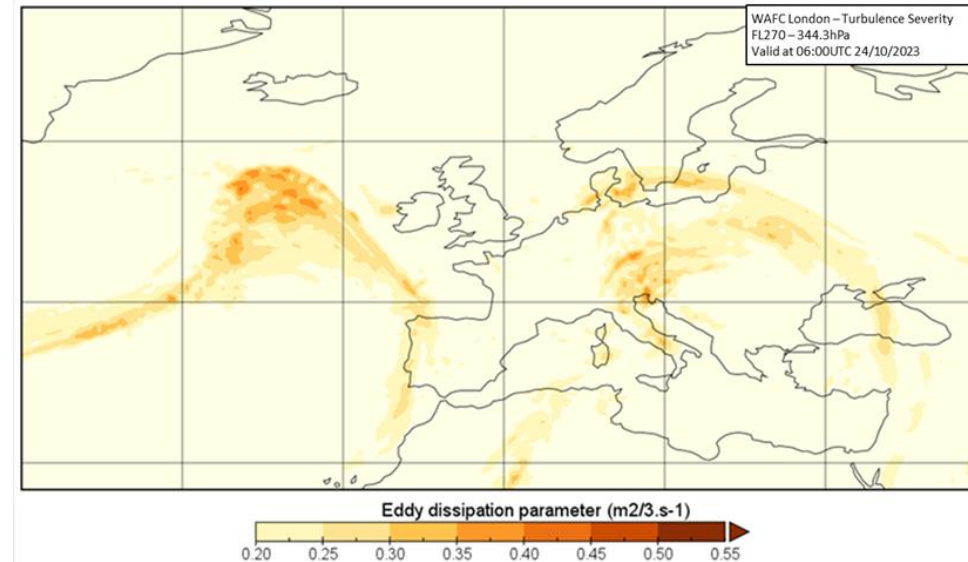 WAFC London – Turbulence Severity
FL270 – 344.3hPa
Valid at 06:00UTC 24/10/2023
Eddy dissipation parameter (m2/3.s-1)
0.20 0.25 0.30 0.35 0.40 0.45 0.50 0.55